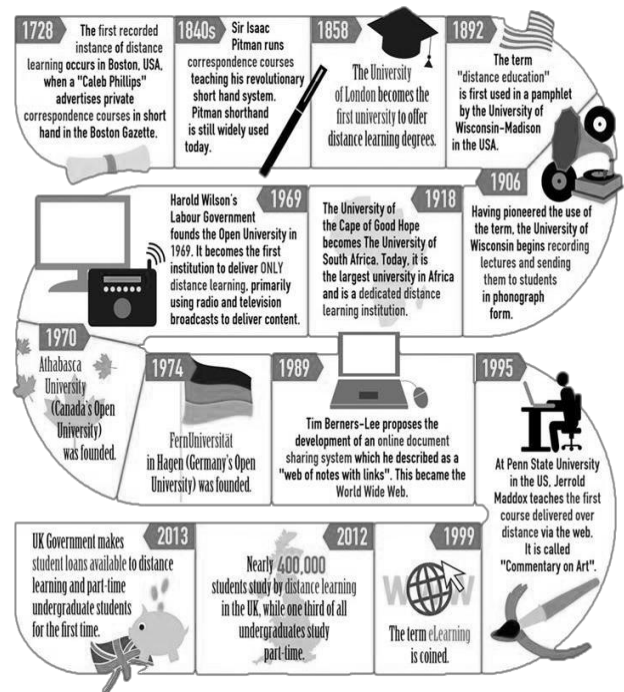 1728
The first recorded
instance of distance
learning occurs in Boston, USA,
when a "Caleb Phillips"
advertises private
correspondence courses in short
hand in the Boston Gazette.
1840s
Sir Isaac
Pitman runs
correspondence courses
teaching his revolutionary
short hand system.
Pitman shorthand
is still widely used
today.
1858
The University
of London becomes the
first university to offer
distance learning degrees.
1892
The term
"distance education"
is first used in a pamphlet
by the University of
Wisconsin-Madison
in the USA.
1906
Having pioneered the use of
the term, the University of
Wisconsin begins recording
lectures and sending
them to students
in phonograph
form.
1918
The University of
the Cape of Good Hope
becomes The University of
South Africa. Today, it is
the largest university in Africa
and is a dedicated distance
learning institution.
1969
Harold Wilson's
Labour Government
founds the Open University in
1969. It becomes the first
institution to deliver ONLY
distance learning, primarily
using radio and television
broadcasts to deliver content.
1970
Athabasca
University
(Canada's Open
University)
was founded.
1974
FernUniversität
in Hagen (Germany's Open
University) was founded.
1989
Tim Berners-Lee proposes the
development of an online document
sharing system which he described as a
"web of notes with links". This became the
World Wide Web.
1995
At Penn State University
in the US, Jerrold
Maddox teaches the first
course delivered over
distance via the web.
It is called
"Commentary on Art".
1999
WWW
The term eLearning
is coined.
2012
Nearly 400,000
students study by distance learning
in the UK, while one third of all
undergraduates study
part-time.
2013
UK Government makes
student loans available to distance
learning and part-time
undergraduate students
for the first time.